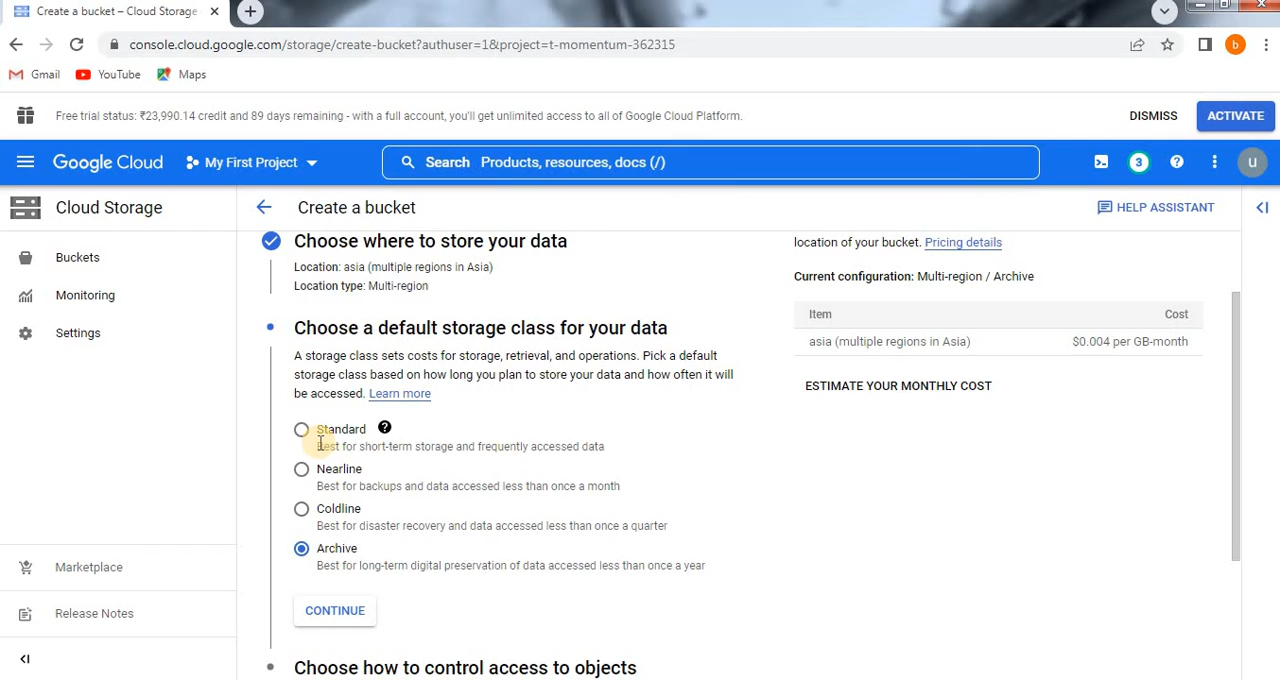 Create a bucket – Cloud Storage
console.cloud.google.com/storage/create-bucket?authuser=1&project=t-momentum-362315
b
Gmail
YouTube
Maps
Free trial status: ₹23,990.14 credit and 89 days remaining - with a full account, you'll get unlimited access to all of Google Cloud Platform.
DISMISS
ACTIVATE
Google Cloud
My First Project
Search Products, resources, docs (/)
3
u
Cloud Storage
Create a bucket
HELP ASSISTANT
Buckets
Monitoring
Settings
Marketplace
Release Notes
Choose where to store your data
Location: asia (multiple regions in Asia)
Location type: Multi-region
Choose a default storage class for your data
A storage class sets costs for storage, retrieval, and operations. Pick a default
storage class based on how long you plan to store your data and how often it will
be accessed. Learn more
Standard
Best for short-term storage and frequently accessed data
Nearline
Best for backups and data accessed less than once a month
Coldline
Best for disaster recovery and data accessed less than once a quarter
Archive
Best for long-term digital preservation of data accessed less than once a year
CONTINUE
Choose how to control access to objects
location of your bucket. Pricing details
Current configuration: Multi-region / Archive
Item Cost
asia (multiple regions in Asia) $0.004 per GB-month
ESTIMATE YOUR MONTHLY COST